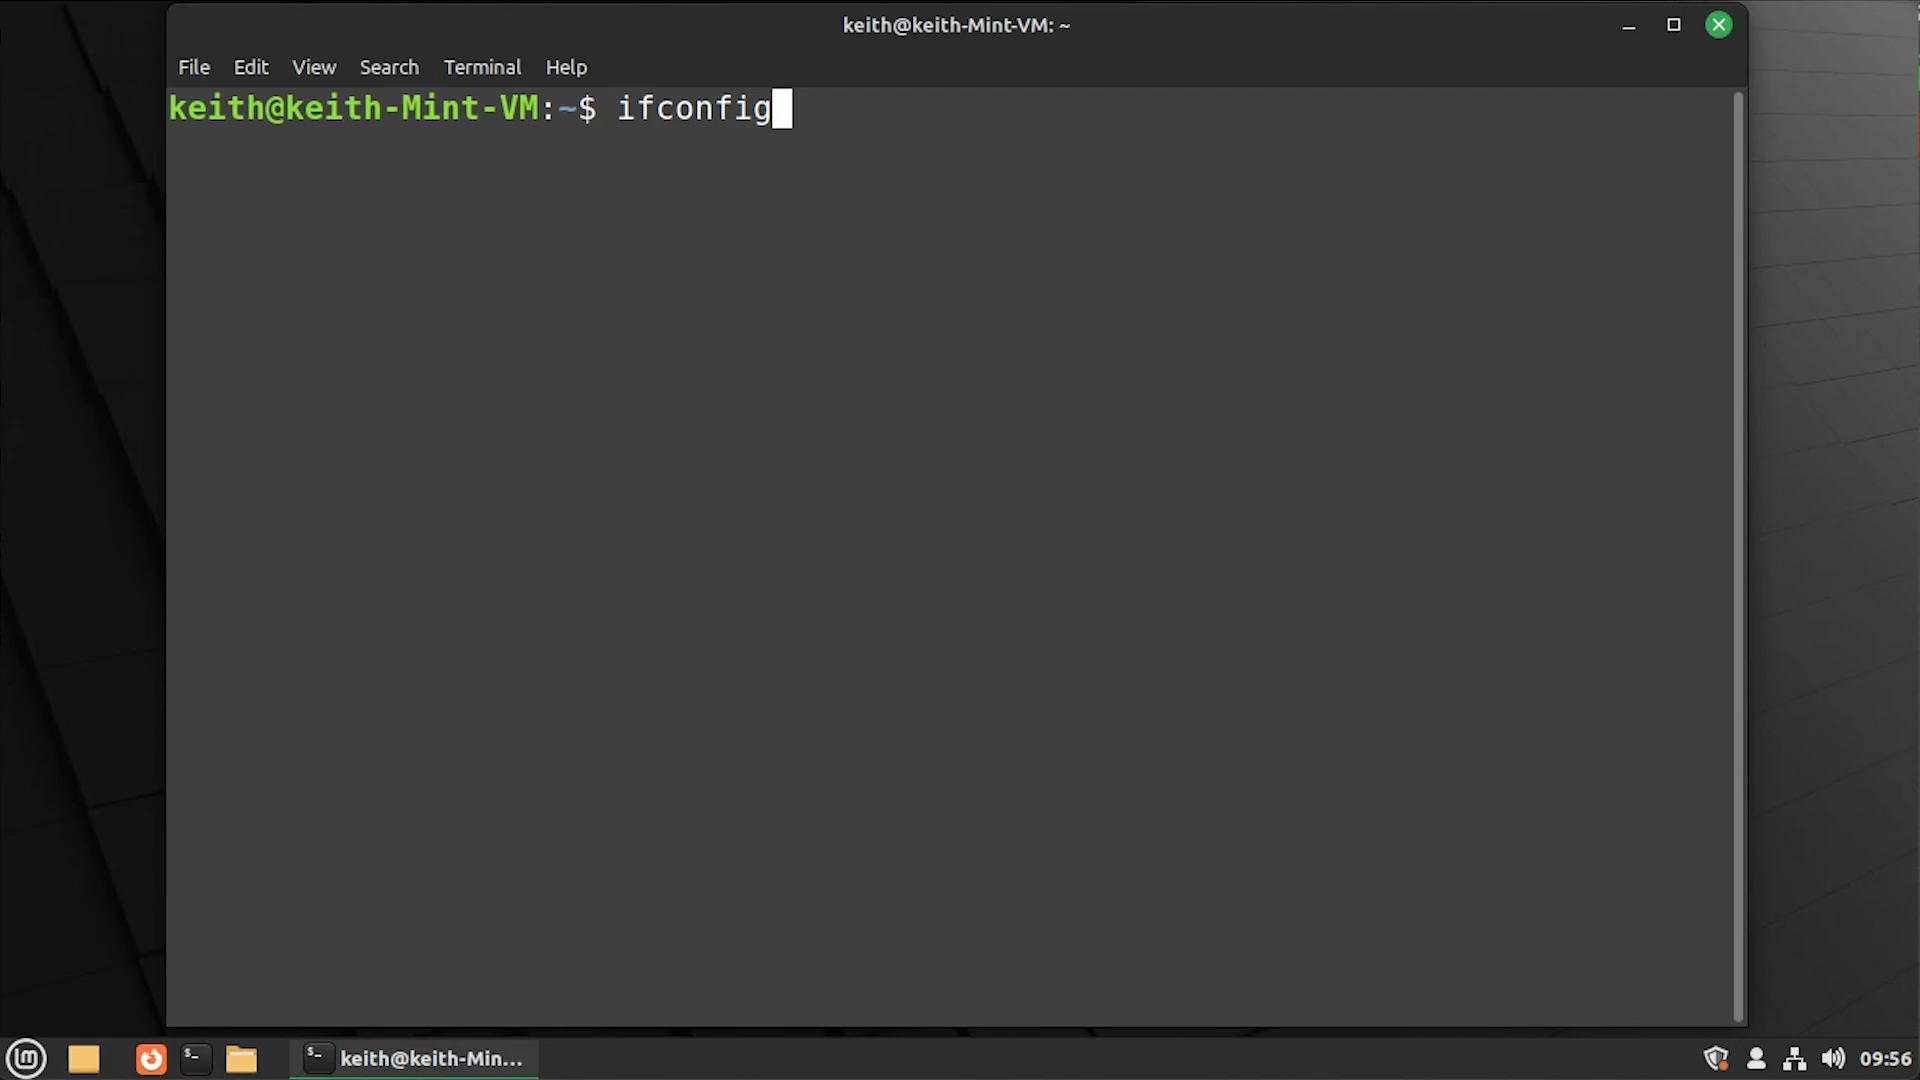 keith@keith-Mint-VM: ~
File Edit View Search Terminal Help
keith@keith-Mint-VM:~$ ifconfig
keith@keith-Min... 09:56